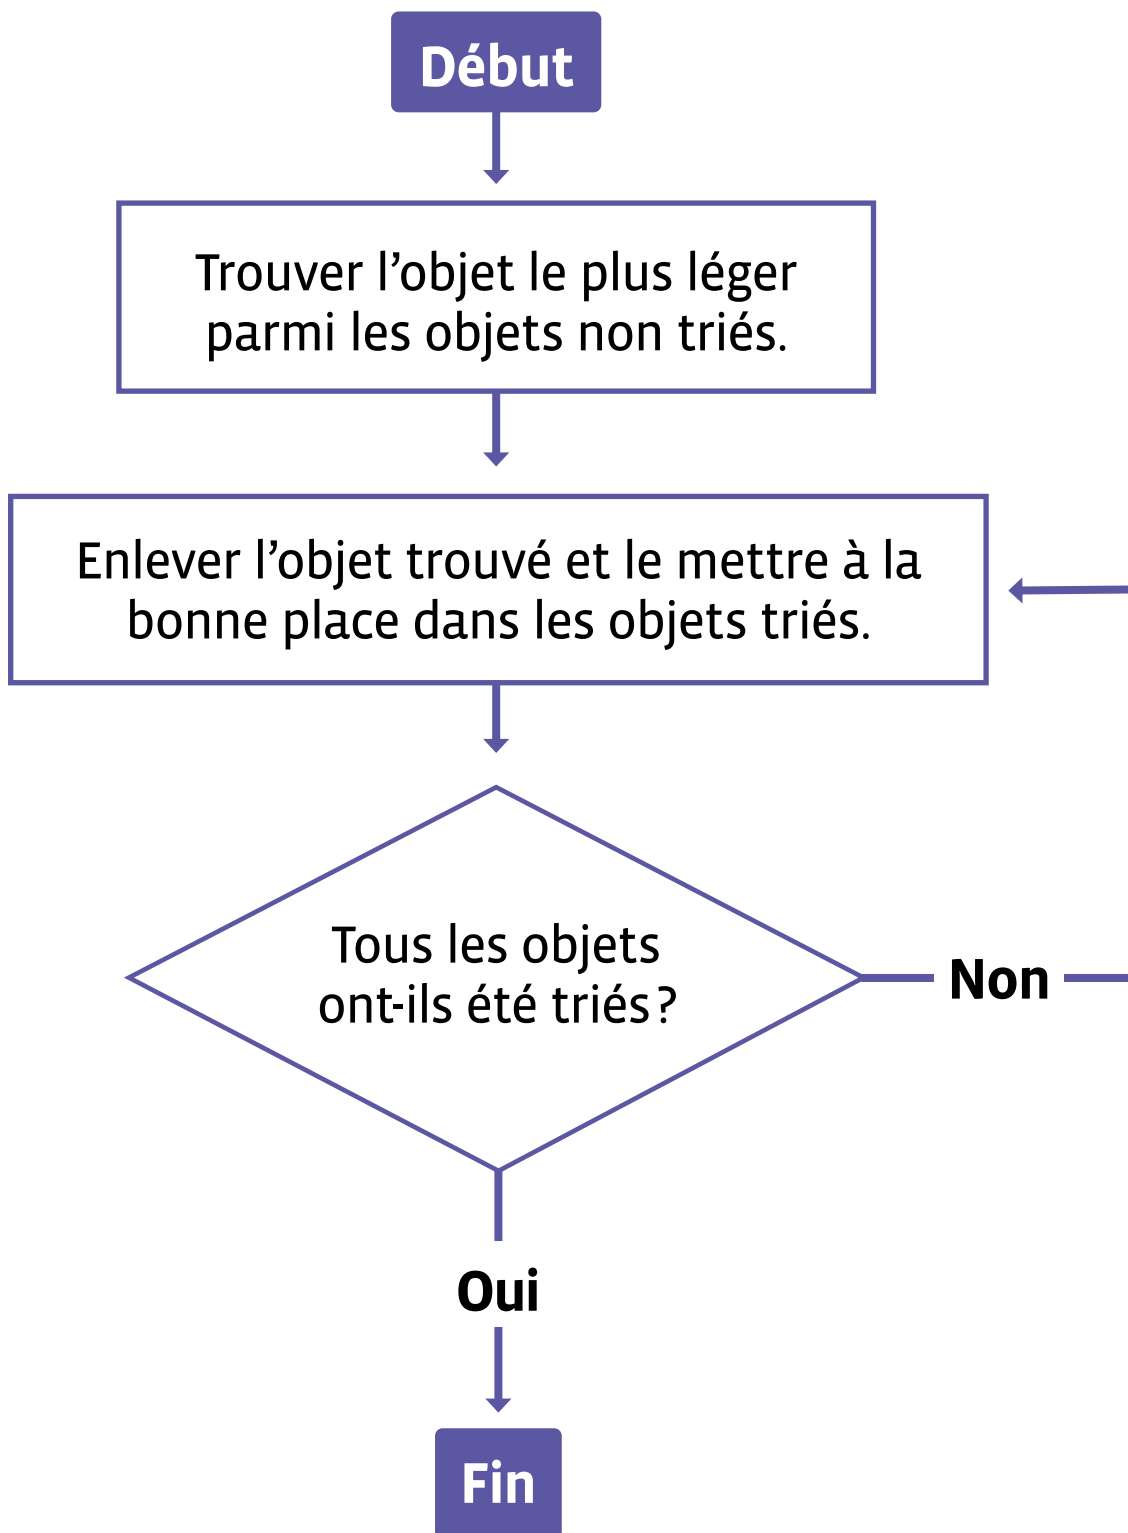 Début
Trouver l’objet le plus léger
parmi les objets non triés.
Enlever l’objet trouvé et le mettre à la
bonne place dans les objets triés.
Tous les objets
ont-ils été triés ?
Non
Oui
Fin